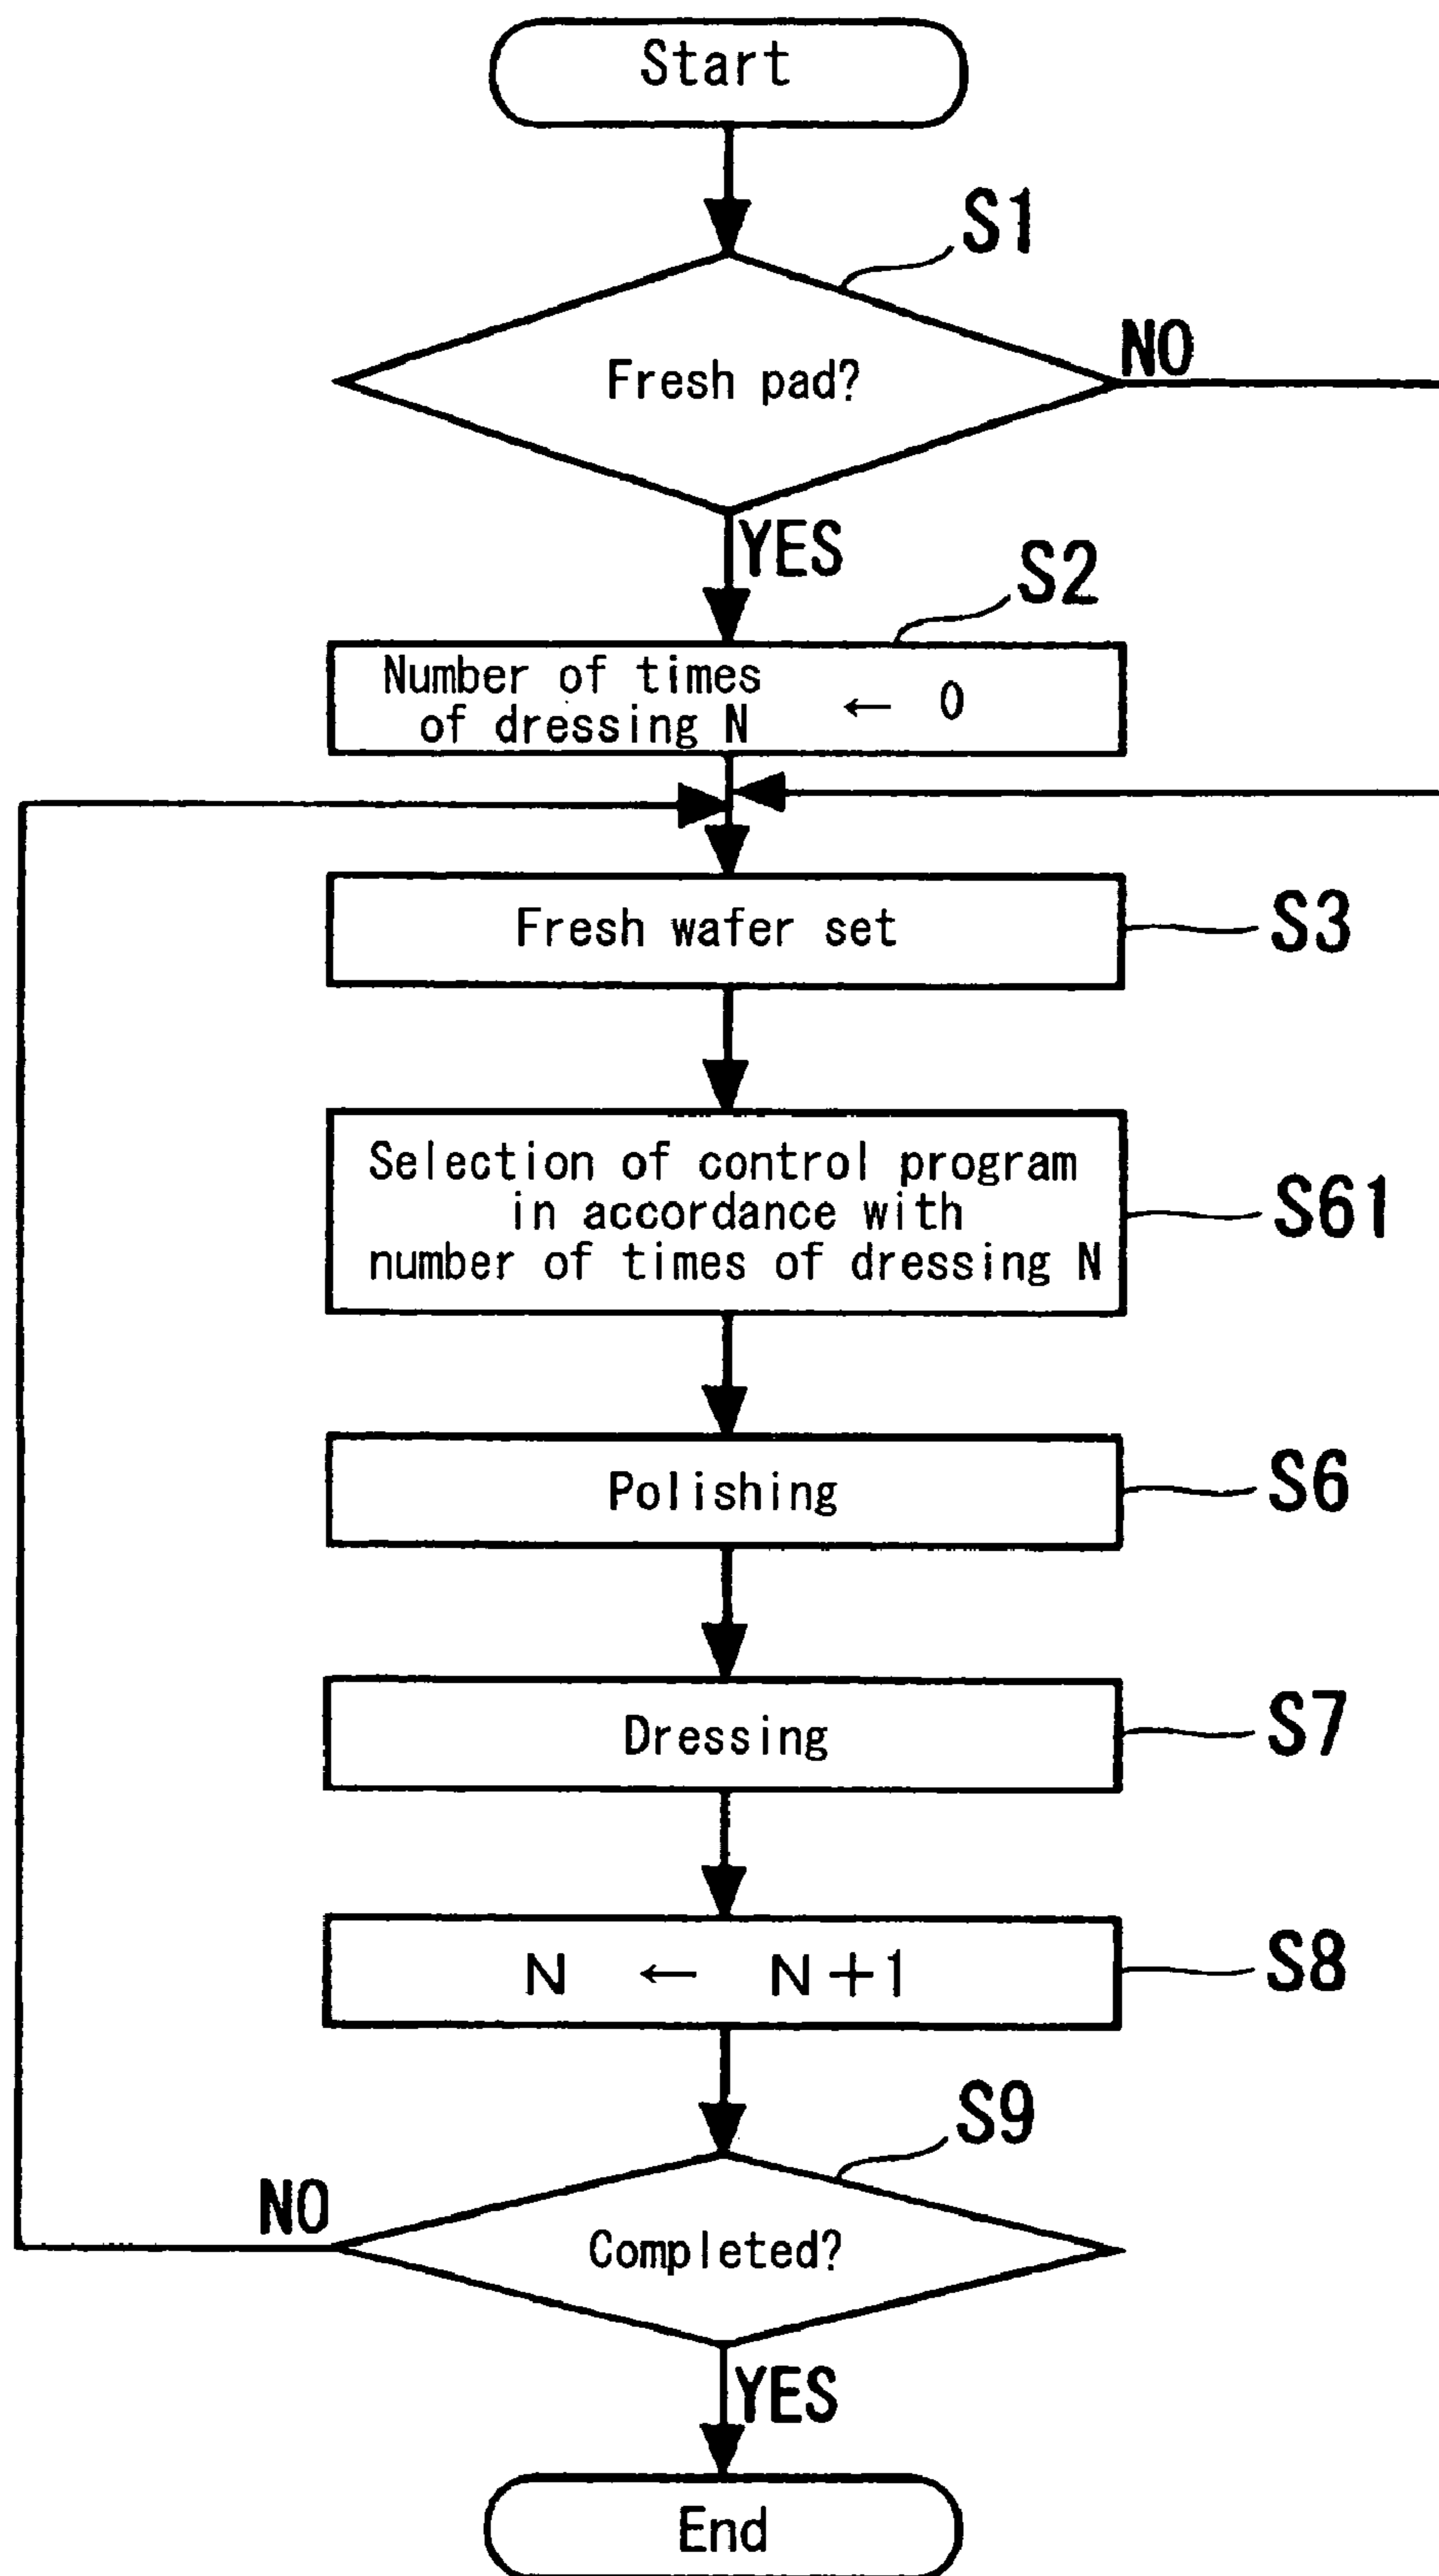 Start
S1
Fresh pad?
NO
YES
S2
Number of times
of dressing N ← 0
Fresh wafer set
S3
Selection of control program
in accordance with
number of times of dressing N
S61
Polishing
S6
Dressing
S7
N ← N+1
S8
S9
NO
Completed?
YES
End